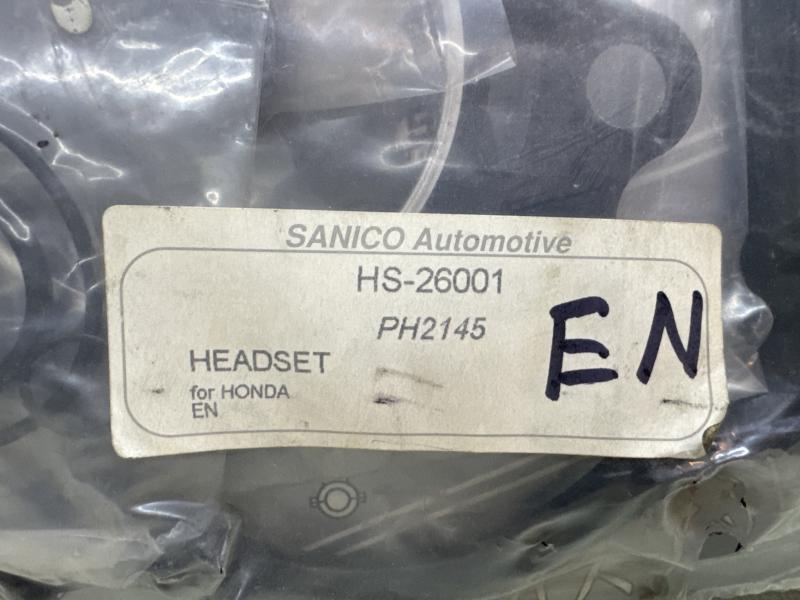 SANICO Automotive
HS-26001
PH2145
HEADSET
for HONDA
EN
EN